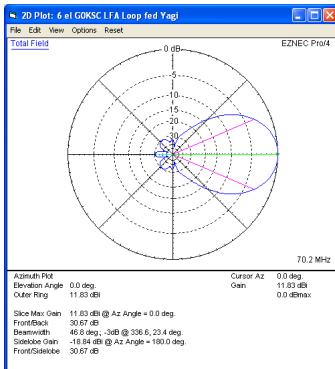 2D Plot: 6 el G0KSC LFA Loop fed Yagi
File Edit View Options Reset
Total Field
EZNEC Pro/4
0 dB
-5
-10
-15
-20
-30
70.2 MHz
Azimuth Plot
Cursor Az 0.0 deg.
Elevation Angle 0.0 deg.
Gain 11.83 dBi
Outer Ring 11.83 dBi
0.0 dBmax
Slice Max Gain 11.83 dBi @ Az Angle = 0.0 deg.
Front/Back 30.67 dB
Beamwidth 46.8 deg.; -3dB @ 336.6, 23.4 deg.
Sidelobe Gain -18.84 dBi @ Az Angle = 180.0 deg.
Front/Sidelobe 30.67 dB